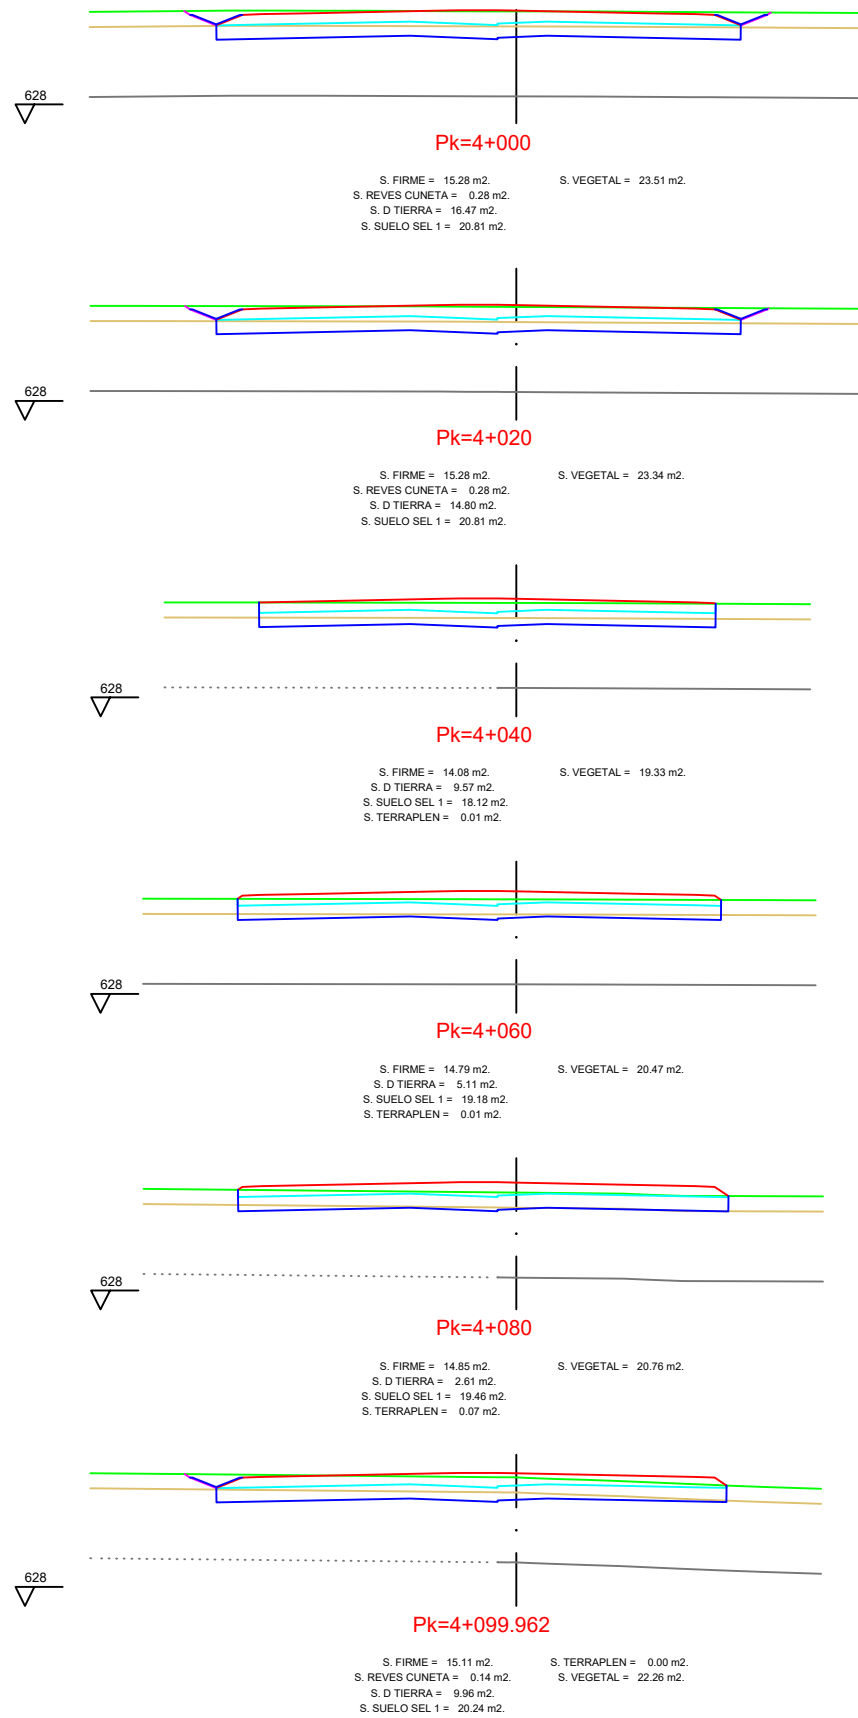 628
Pk=4+000
S. FIRME = 15.28 m2. S. VEGETAL = 23.51 m2.
S. REVES CUNETA = 0.28 m2.
S. D TIERRA = 16.47 m2.
S. SUELO SEL 1 = 20.81 m2.
628
Pk=4+020
S. FIRME = 15.28 m2. S. VEGETAL = 23.34 m2.
S. REVES CUNETA = 0.28 m2.
S. D TIERRA = 14.80 m2.
S. SUELO SEL 1 = 20.81 m2.
628
Pk=4+040
S. FIRME = 14.08 m2. S. VEGETAL = 19.33 m2.
S. D TIERRA = 9.57 m2.
S. SUELO SEL 1 = 18.12 m2.
S. TERRAPLEN = 0.01 m2.
628
Pk=4+060
S. FIRME = 14.79 m2. S. VEGETAL = 20.47 m2.
S. D TIERRA = 5.11 m2.
S. SUELO SEL 1 = 19.18 m2.
S. TERRAPLEN = 0.01 m2.
628
Pk=4+080
S. FIRME = 14.85 m2. S. VEGETAL = 20.76 m2.
S. D TIERRA = 2.61 m2.
S. SUELO SEL 1 = 19.46 m2.
S. TERRAPLEN = 0.07 m2.
628
Pk=4+099.962
S. FIRME = 15.11 m2. S. TERRAPLEN = 0.00 m2.
S. REVES CUNETA = 0.14 m2. S. VEGETAL = 22.26 m2.
S. D TIERRA = 9.96 m2.
S. SUELO SEL 1 = 20.24 m2.